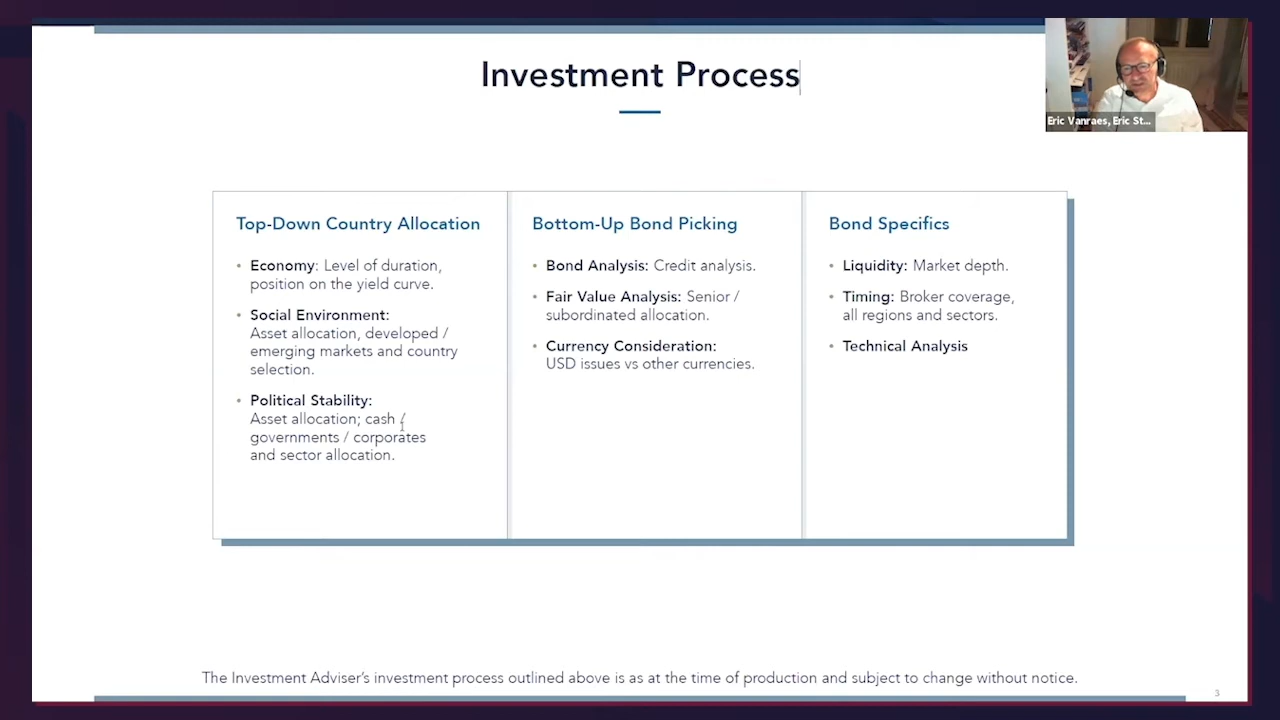 Investment Process
Eric Vanraes, Eric St...
Top-Down Country Allocation
• Economy: Level of duration,
position on the yield curve.
• Social Environment:
Asset allocation, developed /
emerging markets and country
selection.
• Political Stability:
Asset allocation; cash /
governments / corporates
and sector allocation.
Bottom-Up Bond Picking
• Bond Analysis: Credit analysis.
• Fair Value Analysis: Senior /
subordinated allocation.
• Currency Consideration:
USD issues vs other currencies.
Bond Specifics
• Liquidity: Market depth.
• Timing: Broker coverage,
all regions and sectors.
• Technical Analysis
The Investment Adviser's investment process outlined above is as at the time of production and subject to change without notice.
3